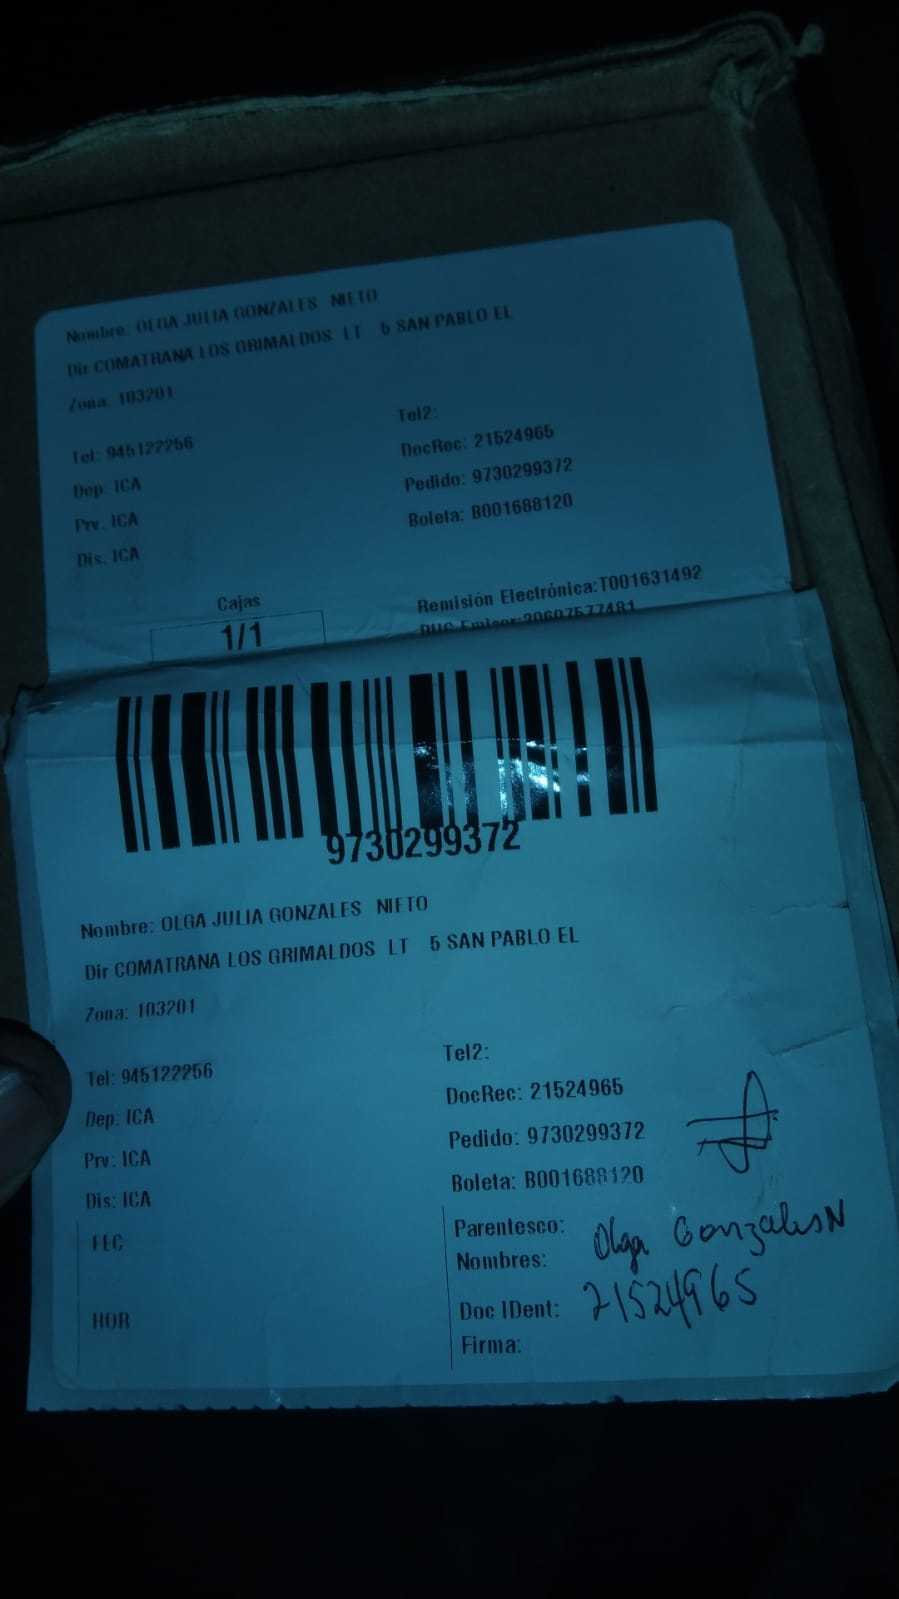 Nombre: OLGA JULIA GONZALES NIETO
Dir COMATRANA LOS GRIMALDOS LT 5 SAN PABLO EL
Zona: 103201
Tel2:
Tel: 945122256
DocRec: 21524965
Dep. ICA
Pedido: 9730299372
Prv. ICA
Boleta: B001688120
Dis. ICA
Cajas
Remisión Electrónica:T001631492
1/1
RUC Emisor:20607577481
9730299372
Nombre: OLGA JULIA GONZALES NIETO
Dir COMATRANA LOS GRIMALDOS LT 5 SAN PABLO EL
Zona: 103201
Tel2:
Tel: 945122256
DocRec: 21524965
Dep: ICA
Pedido: 9730299372
Prv: ICA
Boleta: B001688120
Dis: ICA
Parentesco:
FEC
Nombres: Olga Gonzales N
Doc IDent: 21524965
HOR
Firma: